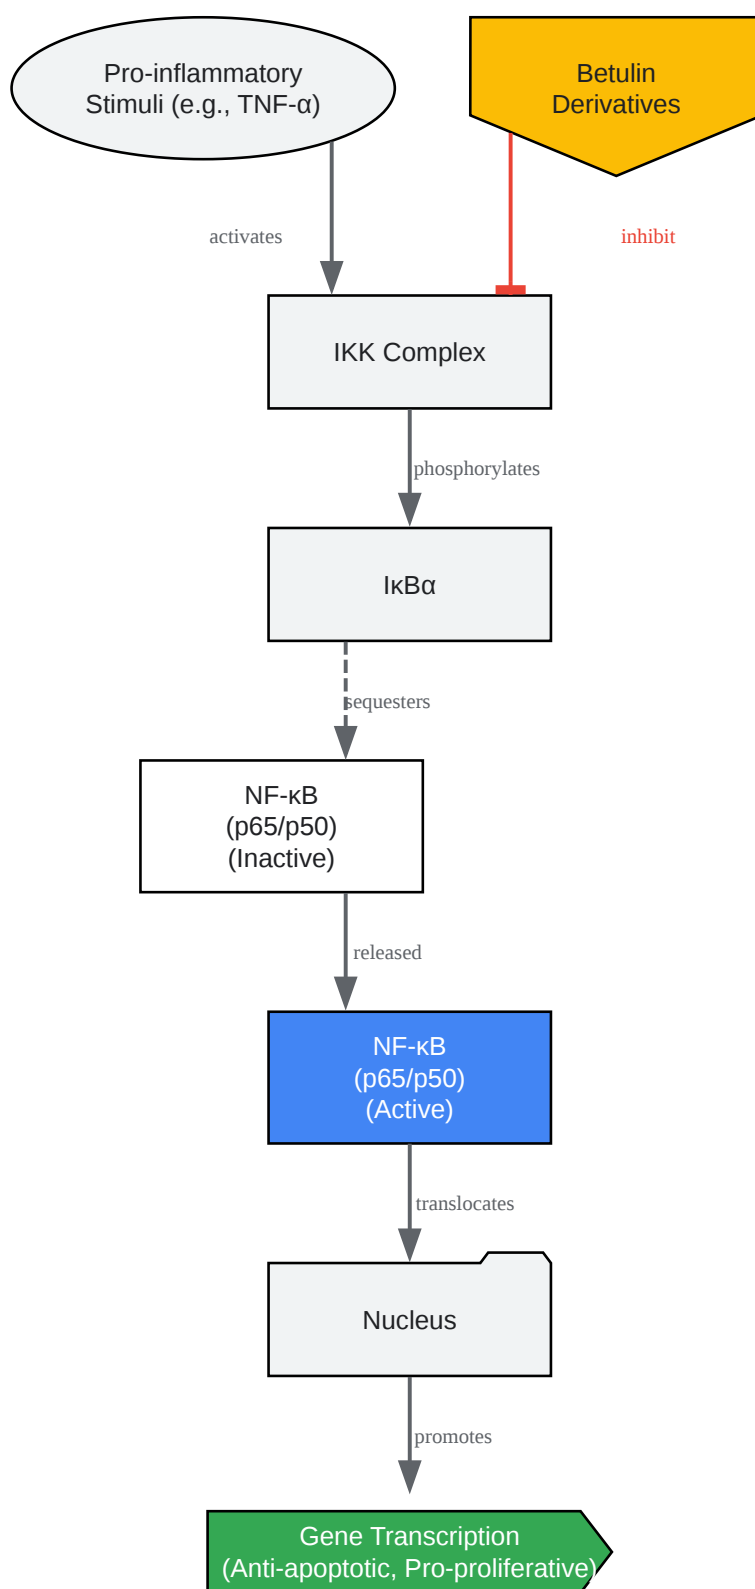 Pro-inflammatory
Stimuli (e.g., TNF-α)
Betulin
Derivatives
activates
inhibit
IKK Complex
phosphorylates
IκBα
sequesters
NF-κB
(p65/p50)
(Inactive)
released
NF-κB
(p65/p50)
(Active)
translocates
Nucleus
promotes
Gene Transcription
(Anti-apoptotic, Pro-proliferative)